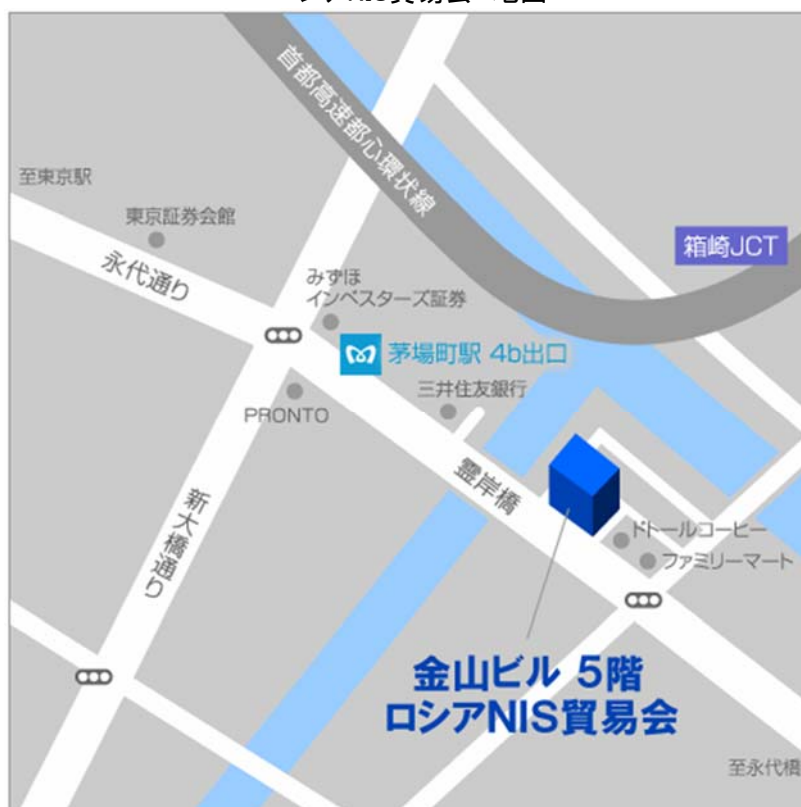 首都高速都心環状線
至東京駅
東京証券会館
永代通り
箱崎JCT
みずほ
インベスターズ証券
茅場町駅 4b出口
三井住友銀行
PRONTO
霊岸橋
新大橋通り
ドトールコーヒー
ファミリーマート
金山ビル 5階
ロシアNIS貿易会
至永代橋